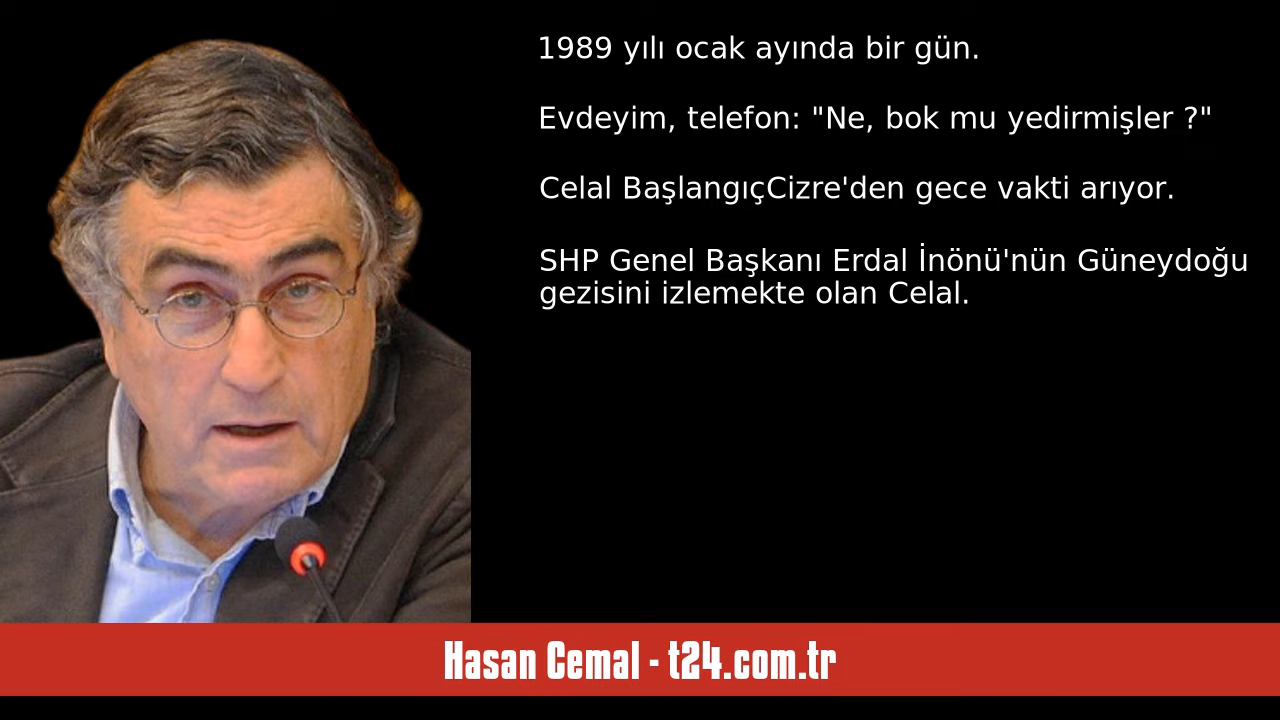 1989 yılı ocak ayında bir gün.
Evdeyim, telefon: "Ne, bok mu yedirmişler ?"
Celal BaşlangıçCizre'den gece vakti arıyor.
SHP Genel Başkanı Erdal İnönü'nün Güneydoğu
gezisini izlemekte olan Celal.
Hasan Cemal - t24.com.tr